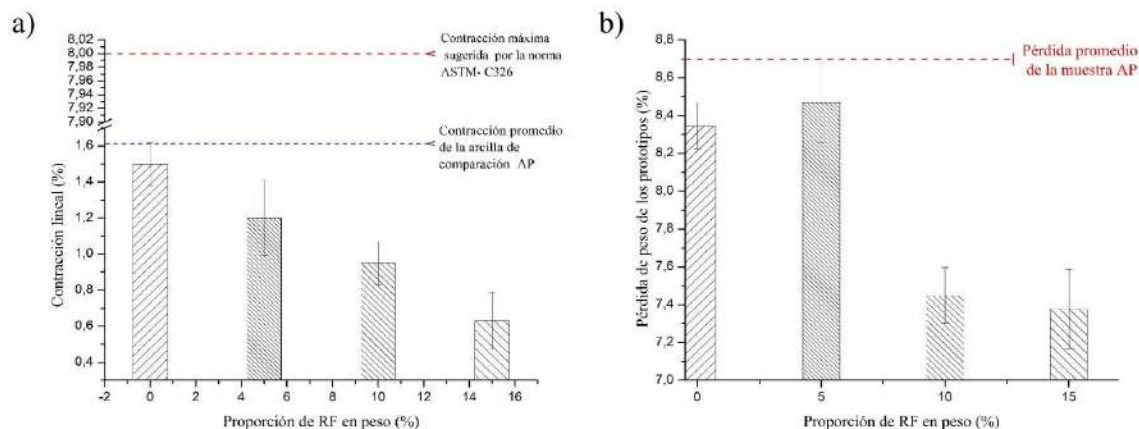 a)
8,02
8,00
7,98
7,96
7,94
7,92
7,90
1,6
1,4
1,2
1,0
0,8
0,6
0,4
Contracción lineal (%)
Contracción máxima
sugerida por la norma
ASTM- C326
Contracción promedio
de la arcilla de
comparación AP
-2 0 2 4 6 8 10 12 14 16
Proporción de RF en peso (%)
b)
8,8
8,6
8,4
8,2
8,0
7,8
7,6
7,4
7,2
7,0
Pérdida de peso de los prototipos (%)
Pérdida promedio
de la muestra AP
0 5 10 15
Proporción de RF en peso (%)